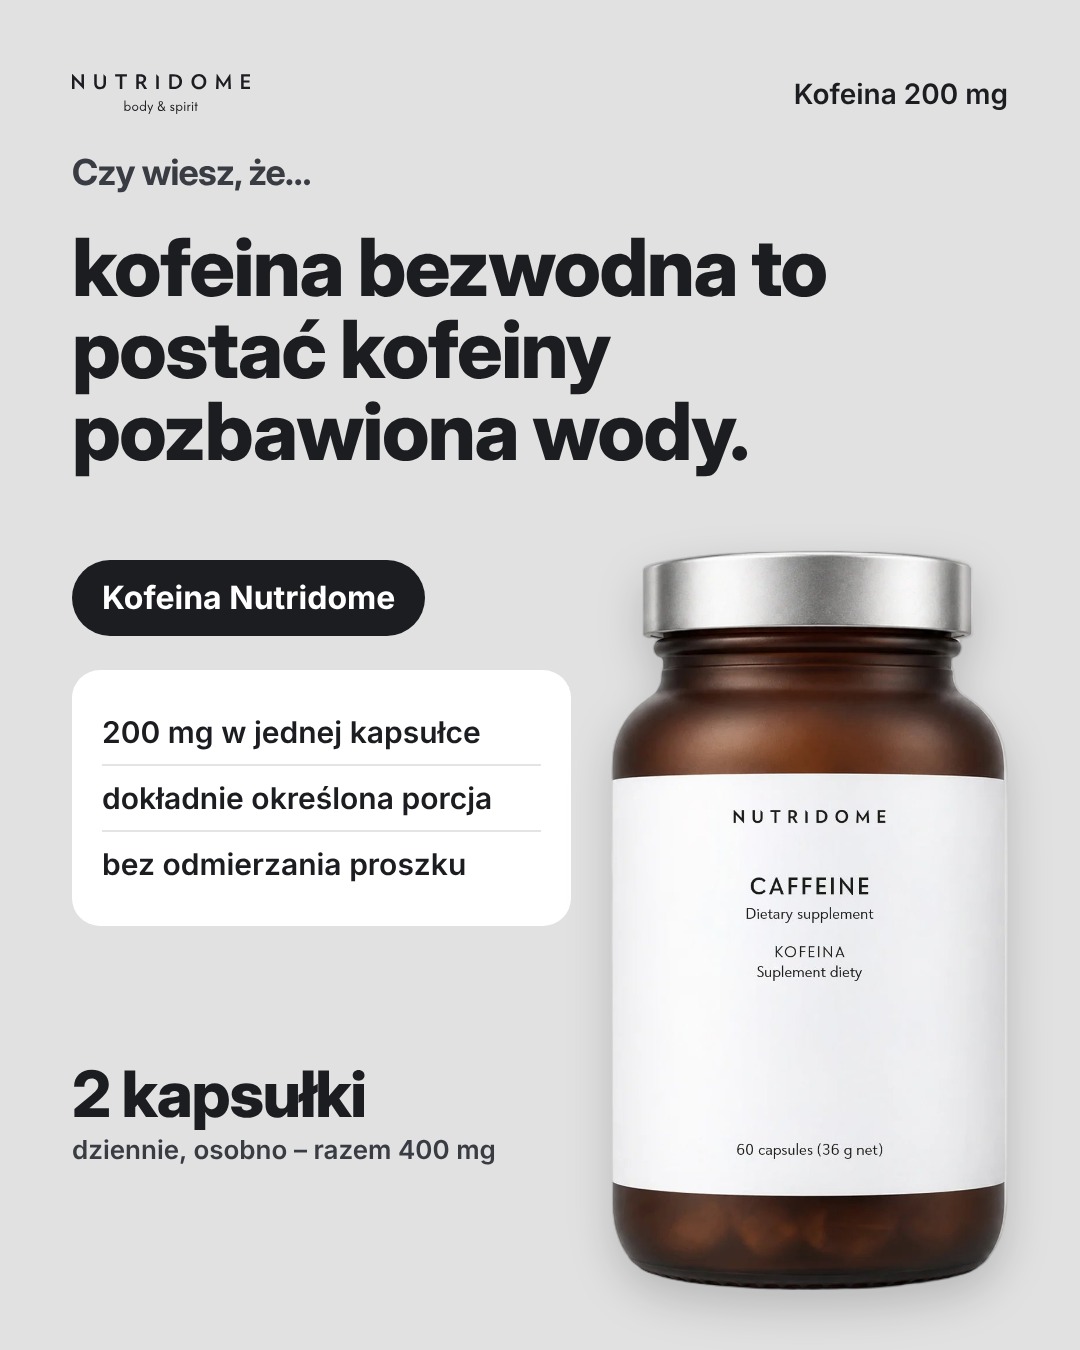 NUTRIDOME
body & spirit
Kofeina 200 mg
Czy wiesz, że...
kofeina bezwodna to
postać kofeiny
pozbawiona wody.
Kofeina Nutridome
200 mg w jednej kapsułce
dokładnie określona porcja
bez odmierzania proszku
2 kapsułki
dziennie, osobno – razem 400 mg
NUTRIDOME
CAFFEINE
Dietary supplement
KOFEINA
Suplement diety
60 capsules (36 g net)